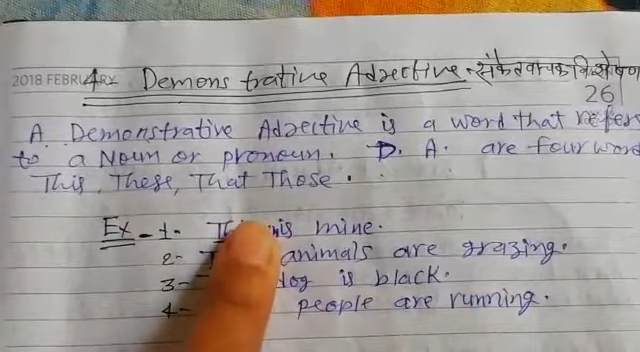 2018 FEBRUARY
4. Demonstrative Adjective - संकेतवाचक विशेषण
26
A Demonstrative Adjective is a word that refers
to a Noun or pronoun. D. A. are four word
This, These, That Those.
Ex - 1- is mine.
2- animals are grazing.
3- dog is black.
4- people are running.